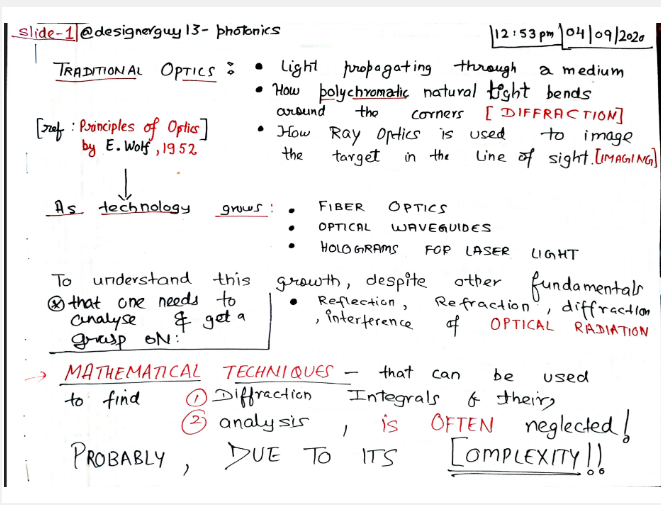 slide-1 @designerguy13- photonics
12:53pm 04/09/2020
TRADITIONAL OPTICS : • Light propagating through a medium
• How polychromatic natural light bends
around the corners [DIFFRACTION]
[ref : Principles of Optics]
by E. Wolf, 1952
• How Ray Optics is used to image
the target in the line of sight. [IMAGING]
As technology grows : • FIBER OPTICS
• OPTICAL WAVEGUIDES
• HOLOGRAMS FOR LASER LIGHT
To understand this growth, despite other fundamentals
• Reflection, Refraction, diffraction
, interference of OPTICAL RADIATION
⊗ that one needs to
analyse & get a
grasp ON:
→ MATHEMATICAL TECHNIQUES - that can be used
to find ① Diffraction Integrals & their,
② analysis, is OFTEN neglected!
PROBABLY, DUE TO ITS COMPLEXITY!!